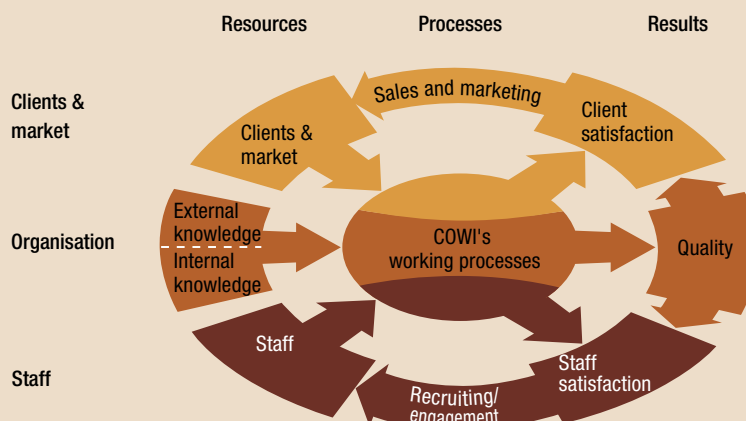 Resources
Processes
Results
Clients &
market
Sales and marketing
Clients &
market
Client
satisfaction
Organisation
External
knowledge
Internal
knowledge
COWI's
working processes
Quality
Staff
Staff
Staff
satisfaction
Recruiting/
engagement